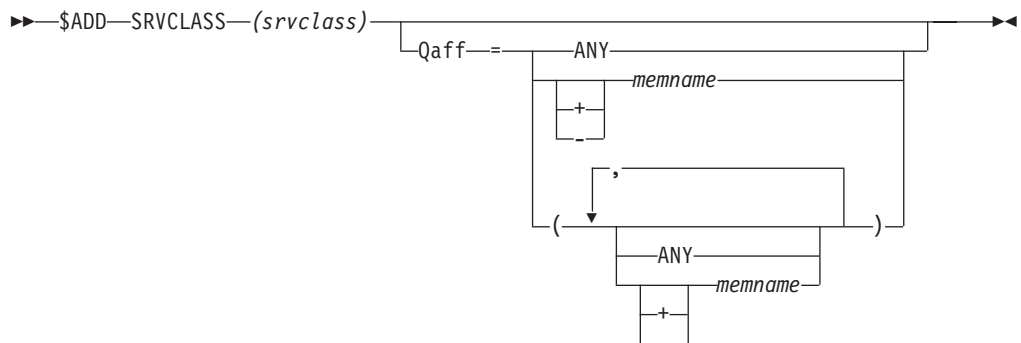 $ADD SRVCLASS (srvclass)
Qaff = ANY
memname
+
-
,
( )
ANY
memname
+